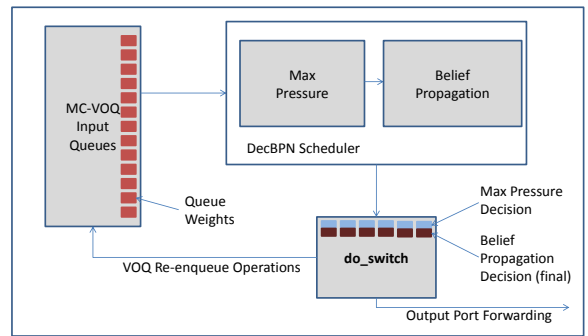 MC-VOQ
Input
Queues
Max
Pressure
Belief
Propagation
DecBPN Scheduler
Queue
Weights
Max Pressure
Decision
Belief
Propagation
Decision (final)
do_switch
VOQ Re-enqueue Operations
Output Port Forwarding